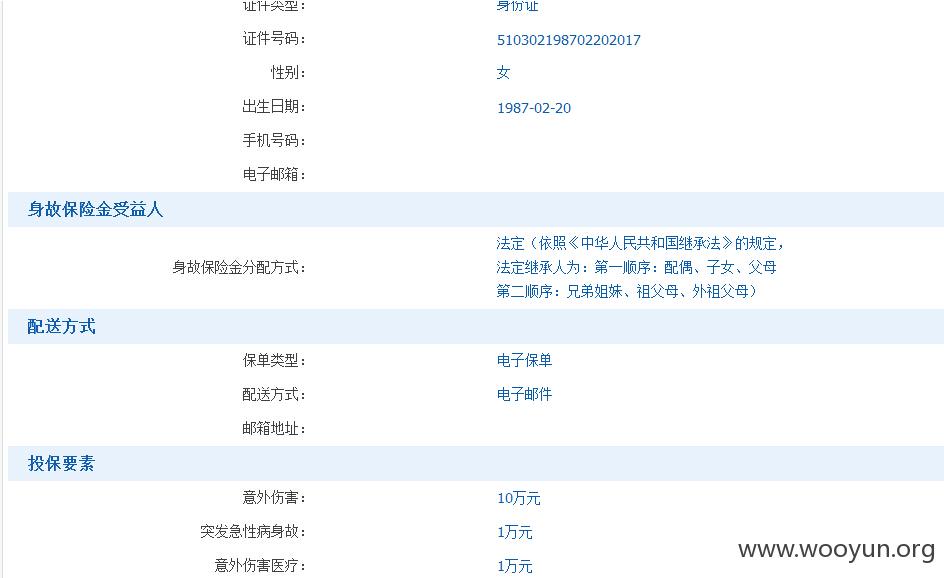 证件类型： 身份证
证件号码： 510302198702202017
性别： 女
出生日期： 1987-02-20
手机号码：
电子邮箱：
身故保险金受益人
法定（依照《中华人民共和国继承法》的规定，
身故保险金分配方式： 法定继承人为：第一顺序：配偶、子女、父母
第二顺序：兄弟姐妹、祖父母、外祖父母）
配送方式
保单类型： 电子保单
配送方式： 电子邮件
邮箱地址：
投保要素
意外伤害： 10万元
突发急性病身故： 1万元
意外伤害医疗： 1万元
www.wooyun.org